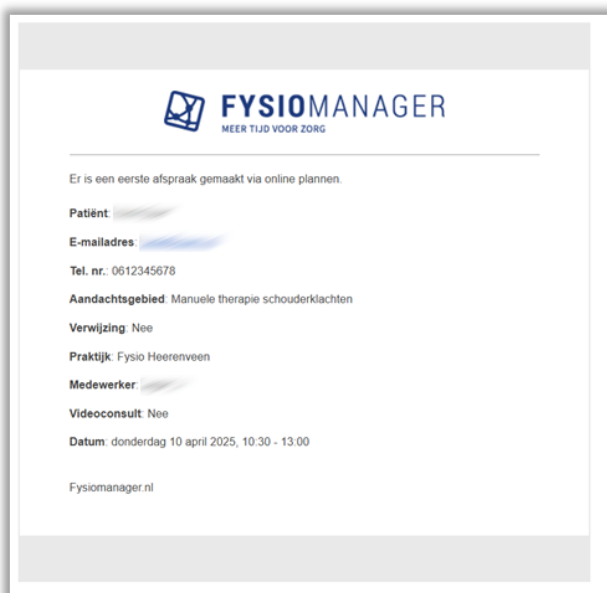 FYSIOMANAGER
MEER TIJD VOOR ZORG
Er is een eerste afspraak gemaakt via online plannen.
Patiënt:
E-mailadres:
Tel. nr.: 0612345678
Aandachtsgebied: Manuele therapie schouderklachten
Verwijzing: Nee
Praktijk: Fysio Heerenveen
Medewerker:
Videoconsult: Nee
Datum: donderdag 10 april 2025, 10:30 - 13:00
Fysiomanager.nl